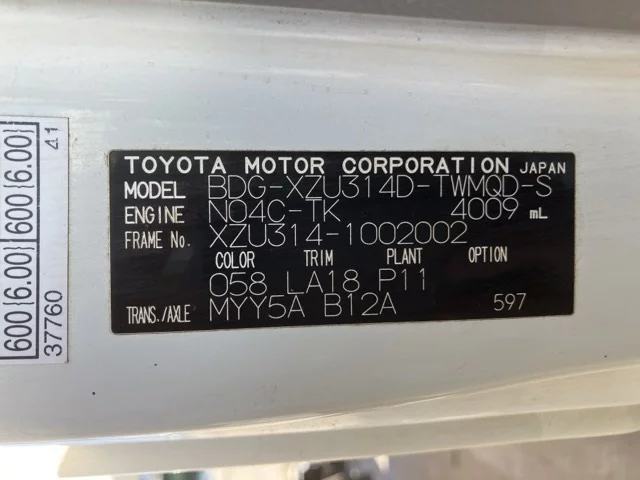 TOYOTA MOTOR CORPORATION JAPAN
MODEL BDG-XZU314D-TWMQD-S
ENGINE N04C-TK 4009 mL
FRAME No. XZU314-1002002
COLOR TRIM PLANT OPTION
058 LA18 P11
TRANS./AXLE MYY5A B12A 597
600(6.00) 600(6.00)
37760 41